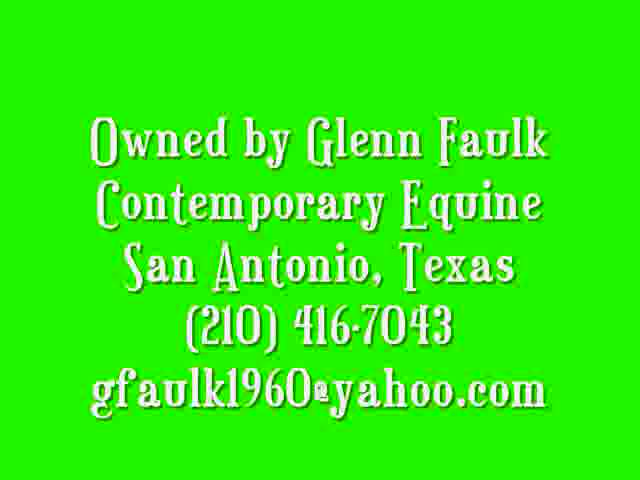 Owned by Glenn Faulk
Contemporary Equine
San Antonio, Texas
(210) 416-7043
gfaulk1960@yahoo.com